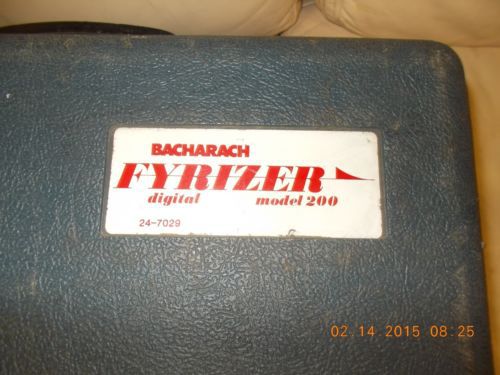 BACHARACH
FYRIZER
digital model 200
24-7029
02.14.2015 08:25